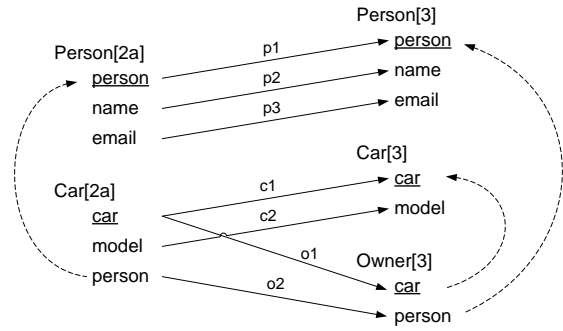 Person[2a]
person
name
email
Car[2a]
car
model
person
p1
p2
p3
c1
c2
o1
o2
Person[3]
person
name
email
Car[3]
car
model
Owner[3]
car
person